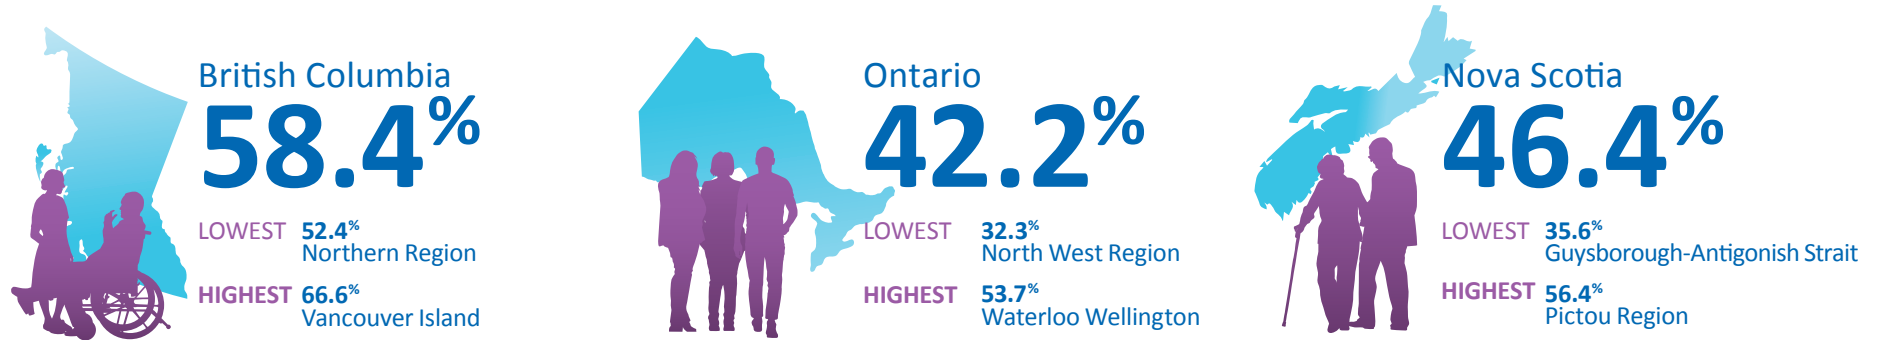 British Columbia
58.4%
LOWEST 52.4%
Northern Region
HIGHEST 66.6%
Vancouver Island
Ontario
42.2%
LOWEST 32.3%
North West Region
HIGHEST 53.7%
Waterloo Wellington
Nova Scotia
46.4%
LOWEST 35.6%
Guysborough-Antigonish Strait
HIGHEST 56.4%
Pictou Region